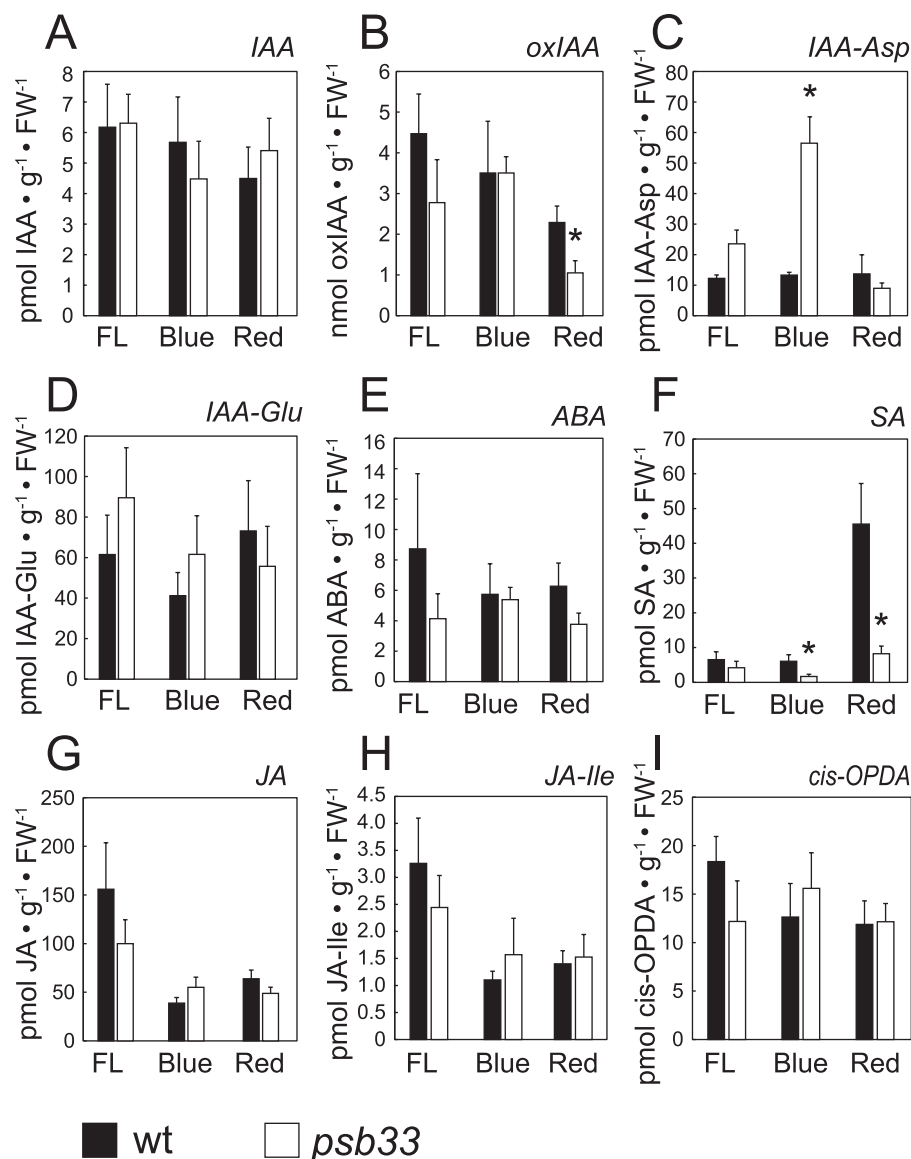 A
IAA
pmol IAA • g⁻¹ • FW⁻¹
8
7
6
5
4
3
2
1
0
FL Blue Red
B
oxIAA
nmol oxIAA • g⁻¹ • FW⁻¹
6
5
4
3
2
1
0
*
FL Blue Red
C
IAA-Asp
pmol IAA-Asp • g⁻¹ • FW⁻¹
80
70
60
50
40
30
20
10
0
*
FL Blue Red
D
IAA-Glu
pmol IAA-Glu • g⁻¹ • FW⁻¹
120
100
80
60
40
20
0
FL Blue Red
E
ABA
pmol ABA • g⁻¹ • FW⁻¹
16
14
12
10
8
6
4
2
0
FL Blue Red
F
SA
pmol SA • g⁻¹ • FW⁻¹
70
60
50
40
30
20
10
0
*
*
FL Blue Red
G
JA
pmol JA • g⁻¹ • FW⁻¹
250
200
150
100
50
0
FL Blue Red
H
JA-Ile
pmol JA-Ile • g⁻¹ • FW⁻¹
4.5
4.0
3.5
3.0
2.5
2.0
1.5
1.0
0.5
0
FL Blue Red
I
cis-OPDA
pmol cis-OPDA • g⁻¹ • FW⁻¹
25
20
15
10
5
0
FL Blue Red
wt psb33